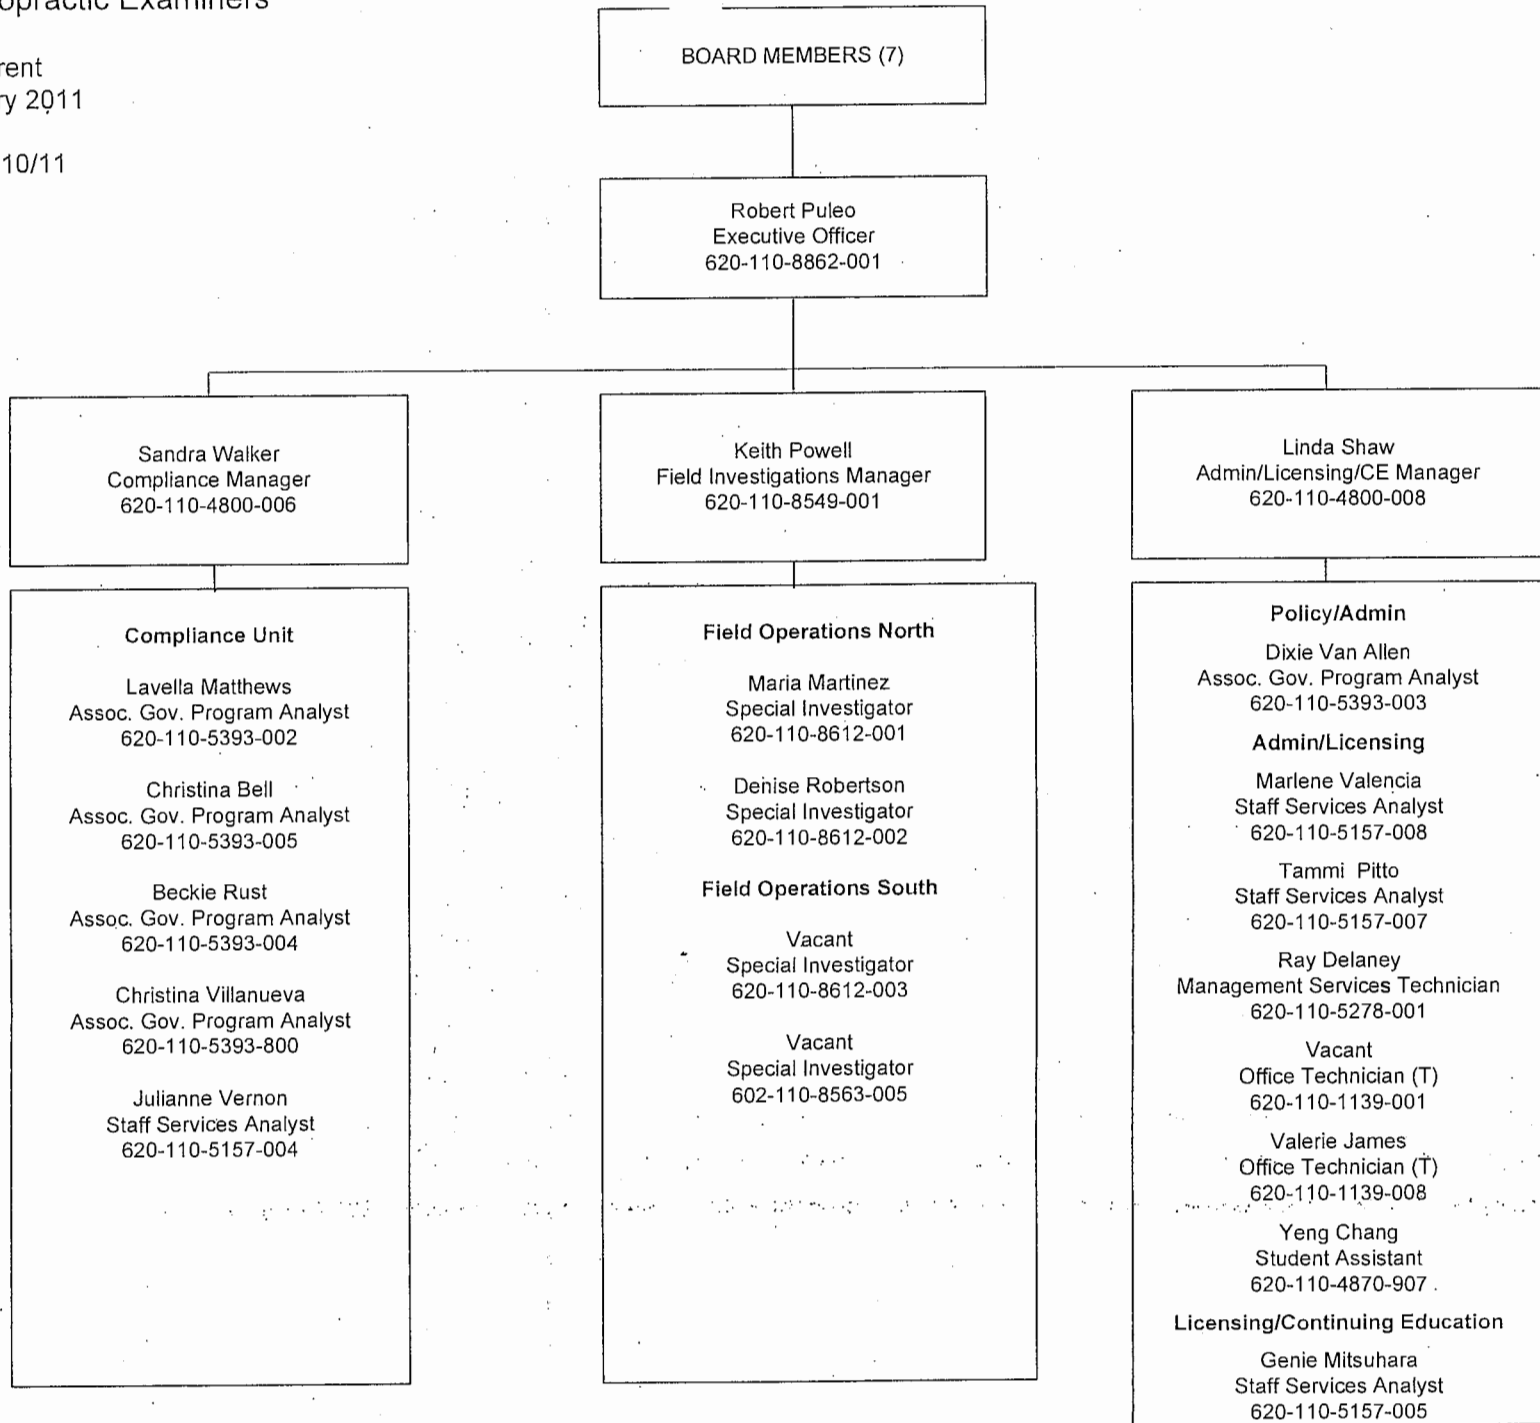 Examiners
2011
10/11
BOARD MEMBERS (7)
Robert Puleo
Executive Officer
620-110-8862-001
Sandra Walker
Compliance Manager
620-110-4800-006
Keith Powell
Field Investigations Manager
620-110-8549-001
Linda Shaw
Admin/Licensing/CE Manager
620-110-4800-008
Compliance Unit
Lavella Matthews
Assoc. Gov. Program Analyst
620-110-5393-002
Christina Bell
Assoc. Gov. Program Analyst
620-110-5393-005
Beckie Rust
Assoc. Gov. Program Analyst
620-110-5393-004
Christina Villanueva
Assoc. Gov. Program Analyst
620-110-5393-800
Julianne Vernon
Staff Services Analyst
620-110-5157-004
Field Operations North
Maria Martinez
Special Investigator
620-110-8612-001
Denise Robertson
Special Investigator
620-110-8612-002
Field Operations South
Vacant
Special Investigator
620-110-8612-003
Vacant
Special Investigator
602-110-8563-005
Policy/Admin
Dixie Van Allen
Assoc. Gov. Program Analyst
620-110-5393-003
Admin/Licensing
Marlene Valencia
Staff Services Analyst
620-110-5157-008
Tammi Pitto
Staff Services Analyst
620-110-5157-007
Ray Delaney
Management Services Technician
620-110-5278-001
Vacant
Office Technician (T)
620-110-1139-001
Valerie James
Office Technician (T)
620-110-1139-008
Yeng Chang
Student Assistant
620-110-4870-907
Licensing/Continuing Education
Genie Mitsuhara
Staff Services Analyst
620-110-5157-005